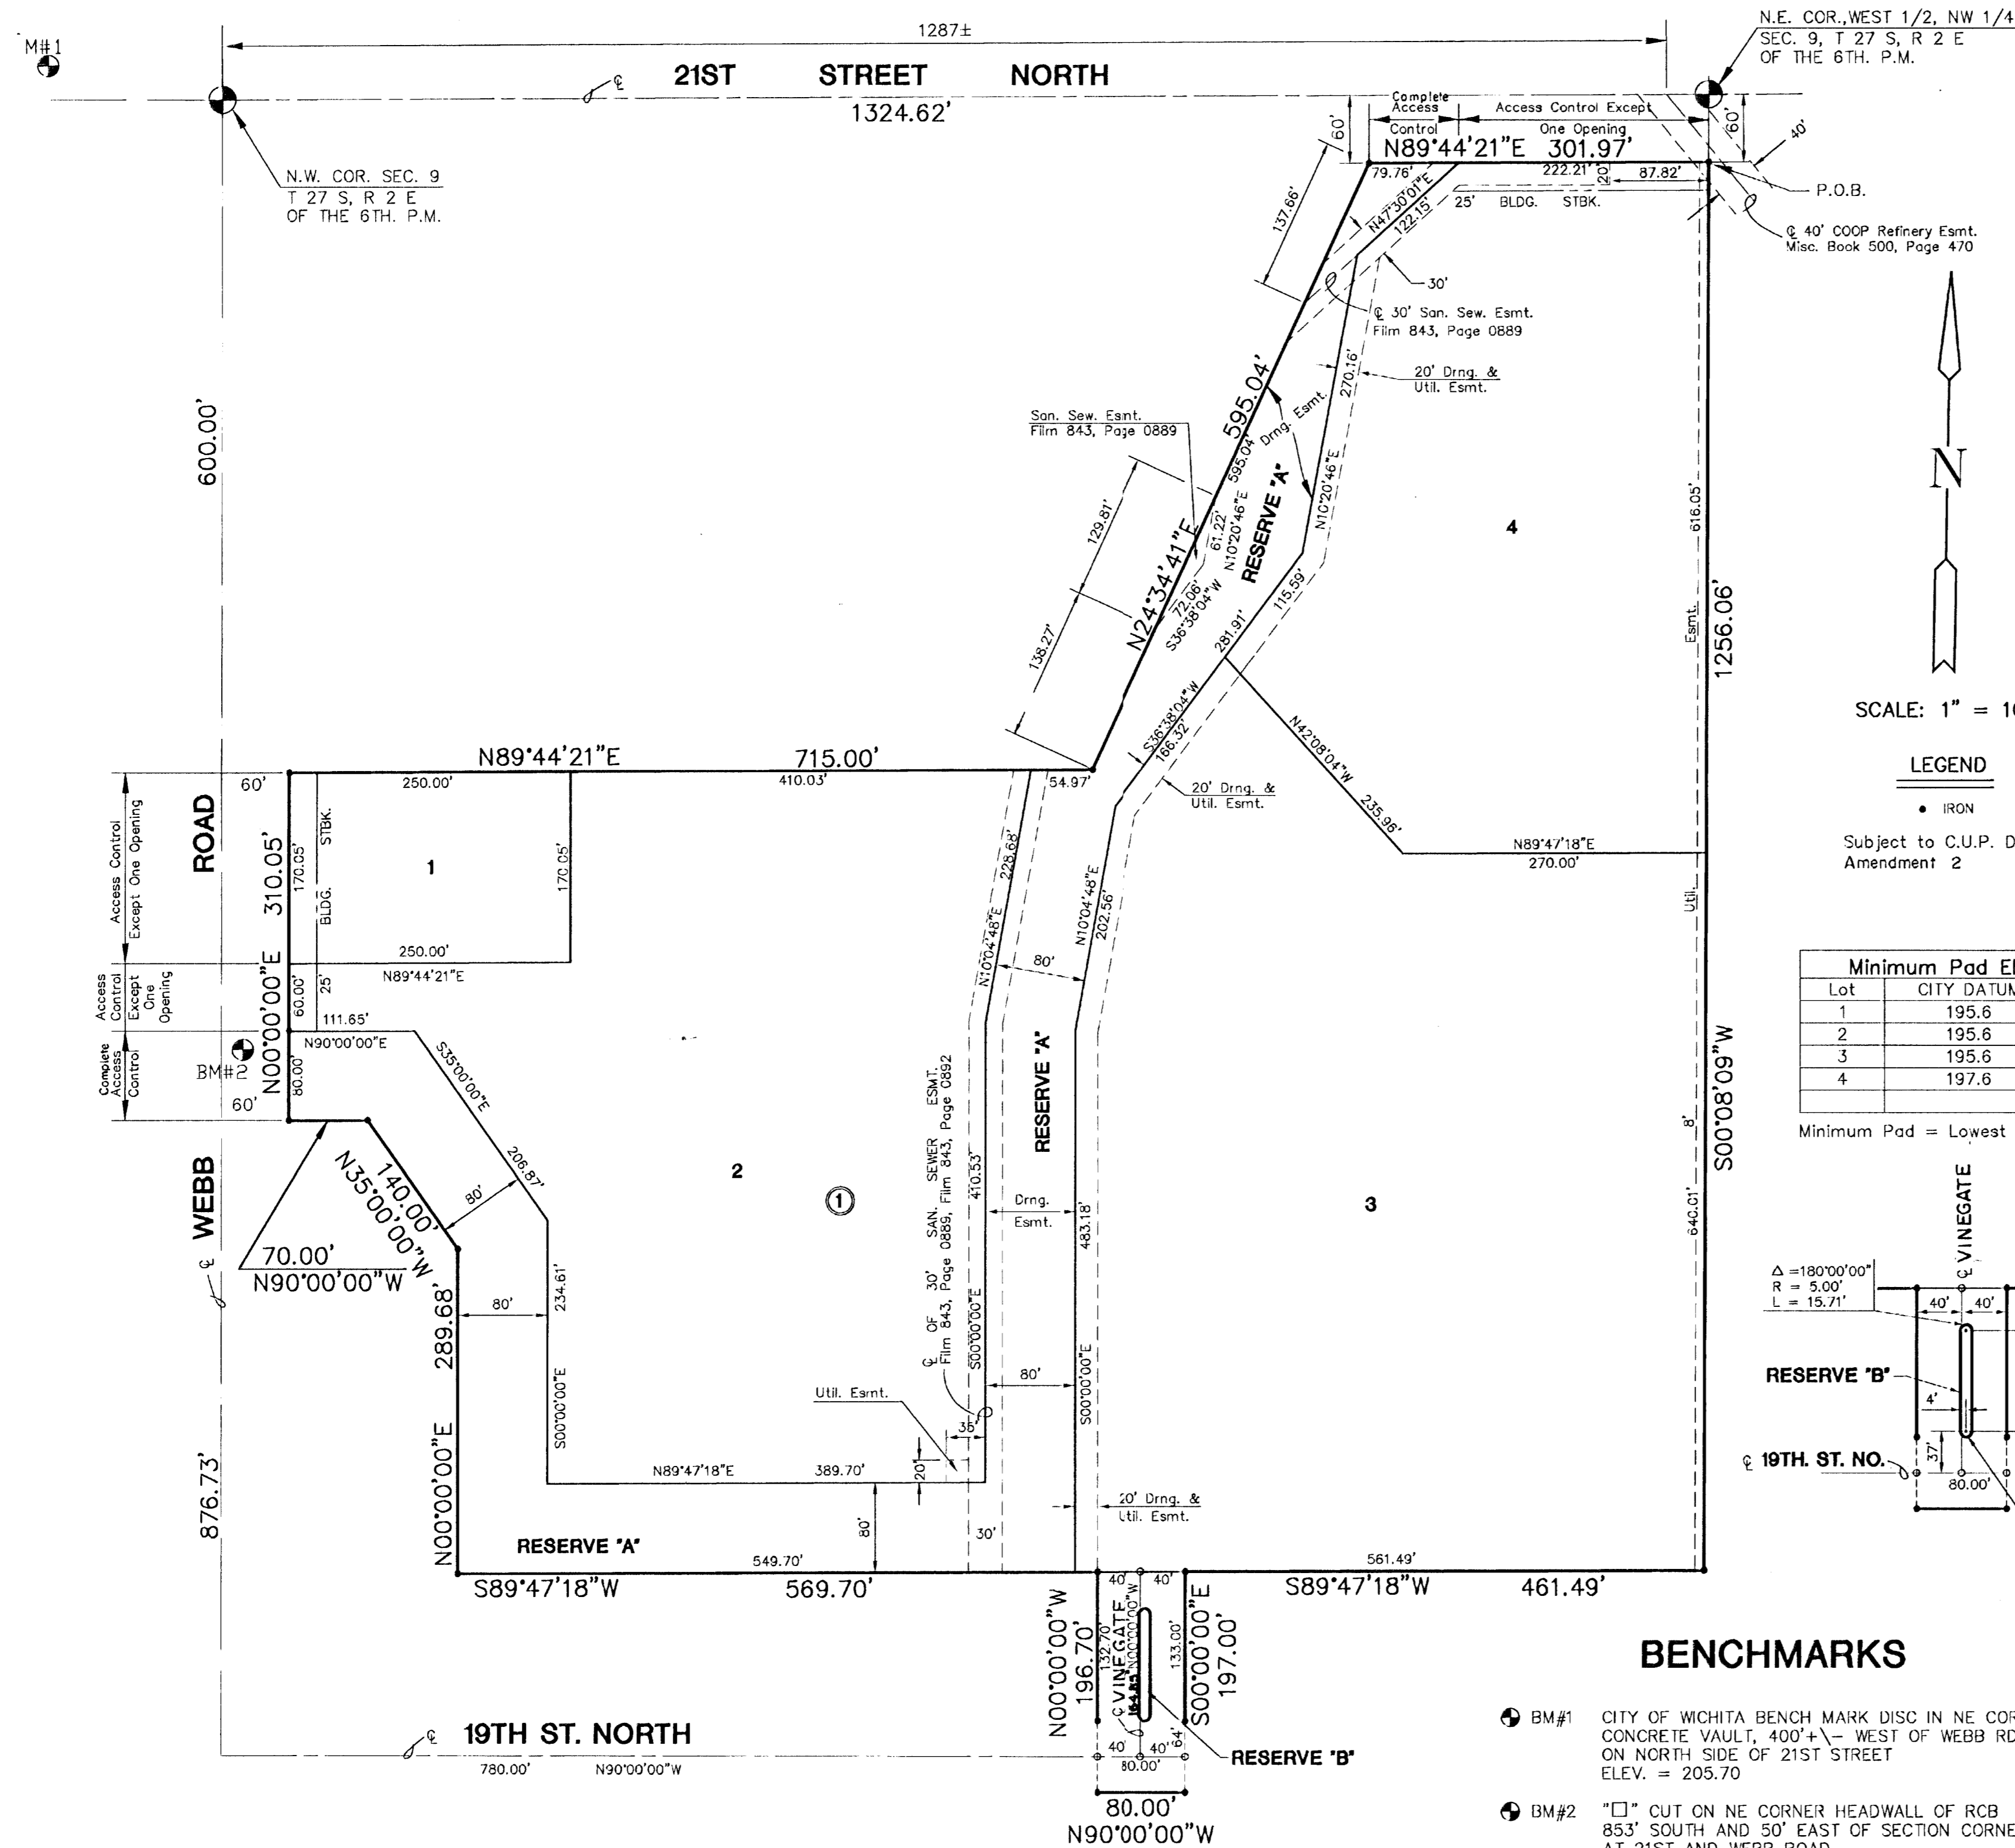 1287±
M#1
21ST STREET NORTH
℄
1324.62'
N.W. COR. SEC. 9
T 27 S, R 2 E
OF THE 6TH. P.M.
N.E. COR.,WEST 1/2, NW 1/4
SEC. 9, T 27 S, R 2 E
OF THE 6TH. P.M.
60'
Complete
Access
Control
Access Control Except
One Opening
60'
40'
N89°44'21"E 301.97'
79.76'
222.21'
20'
87.82'
P.O.B.
25' BLDG. STBK.
℄ 40' COOP Refinery Esmt.
Misc. Book 500, Page 470
137.66'
N47°30'01"E
122.15'
30'
℄ 30' San. Sew. Esmt.
Film 843, Page 0889
270.16'
20' Drng. &
Util. Esmt.
600.00'
San. Sew. Esmt.
Film 843, Page 0889
595.04'
595.04'
Drng. Esmt.
RESERVE "A"
N10°20'46"E
N10°20'46"E
61.22'
129.81'
N24°34'41"E
72.06'
S36°38'04"W
138.27'
4
616.05'
Esmt.
1256.06'
115.59'
281.91'
S36°38'04"W
166.32'
N42°08'04"W
235.96'
20' Drng. &
Util. Esmt.
N89°47'18"E
270.00'
N
SCALE: 1" =
LEGEND
• IRON
Subject to C.U.P.
Amendment 2
N89°44'21"E 715.00'
60'
250.00'
410.03'
54.97'
Access Control
Except One Opening
ROAD
310.05'
170.05'
BLDG. STBK.
1
170.05'
250.00'
N89°44'21"E
228.68'
N10°04'48"E
N10°04'48"E
202.56'
80'
Util.
Minimum Pad
Lot CITY DATUM
1 195.6
2 195.6
3 195.6
4 197.6
Minimum Pad = Lowest
Access
Control
Except
One
Opening
60.00'
25'
N00°00'00"E
111.65'
N90°00'00"E
BM#2
Complete
Access
Control
80.00'
60'
S35°00'00"E
206.87'
80'
140.00'
N35°00'00"W
70.00'
N90°00'00"W
℄ WEBB
2
1
℄ OF 30' SAN. SEWER ESMT.
Film 843, Page 0889, Film 843, Page 0892
410.53'
S00°00'00"E
RESERVE "A"
Drng.
Esmt.
483.18'
S00°00'00"E
3
8'
640.01'
S00°08'09"W
℄ VINEGATE
Δ =180°00'00"
R = 5.00'
L = 15.71'
40' 40'
RESERVE "B"
4'
37'
℄ 19TH. ST. NO.
80.00'
289.68'
N00°00'00"E
80'
234.61'
S00°00'00"E
80'
Util. Esmt.
35'
20'
N89°47'18"E 389.70'
80'
30'
20' Drng. &
Util. Esmt.
876.73'
RESERVE "A"
549.70'
S89°47'18"W 569.70'
561.49'
S89°47'18"W 461.49'
40' 40'
N00°00'00"W
196.70'
132.70'
℄ VINEGATE
N00°00'00"W
133.00'
S00°00'00"E
197.00'
64'
40' 40'
80.00'
RESERVE "B"
℄ 19TH ST. NORTH
780.00' N90°00'00"W
80.00'
N90°00'00"W
BENCHMARKS
BM#1 CITY OF WICHITA BENCH MARK DISC IN NE
CONCRETE VAULT, 400'+\- WEST OF WEBB
ON NORTH SIDE OF 21ST STREET
ELEV. = 205.70
BM#2 "□" CUT ON NE CORNER HEADWALL OF RCB
853' SOUTH AND 50' EAST OF SECTION
AT 21ST AND WEBB ROAD